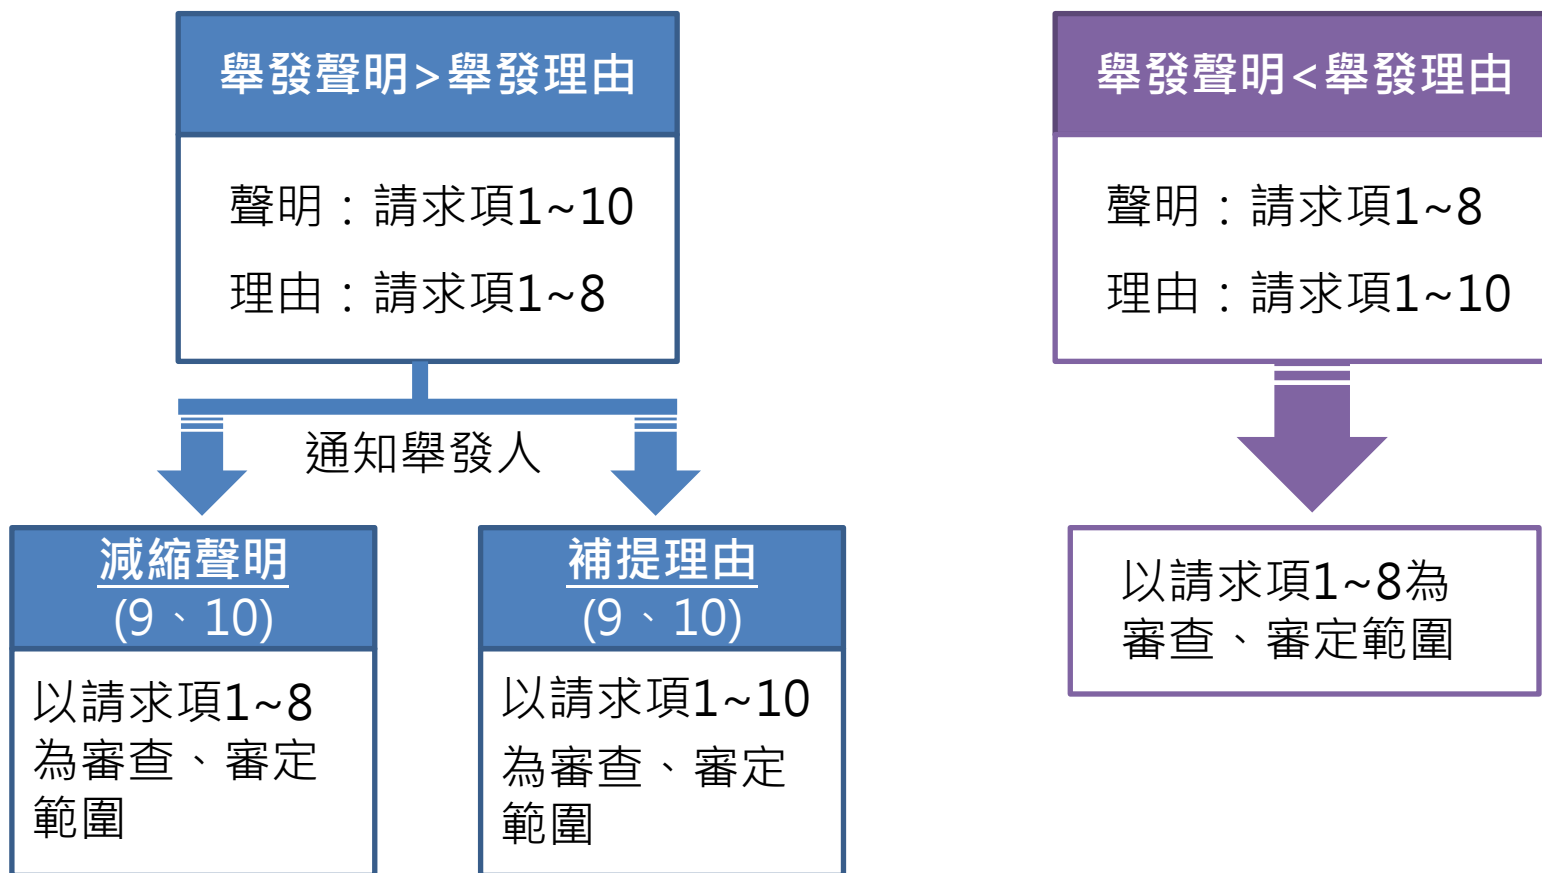 舉發聲明>舉發理由
聲明：請求項1~10
理由：請求項1~8
通知舉發人
減縮聲明
(9、10)
以請求項1~8
為審查、審定
範圍
補提理由
(9、10)
以請求項1~10
為審查、審定
範圍
舉發聲明<舉發理由
聲明：請求項1~8
理由：請求項1~10
以請求項1~8為
審查、審定範圍